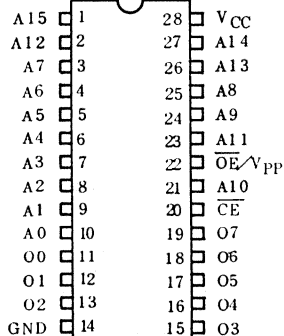 A15 1 28 VCC
A12 2 27 A14
A7 3 26 A13
A6 4 25 A8
A5 5 24 A9
A4 6 23 A11
A3 7 22 OE/VPP
A2 8 21 A10
A1 9 20 CE
A0 10 19 O7
O0 11 18 O6
O1 12 17 O5
O2 13 16 O4
GND 14 15 O3